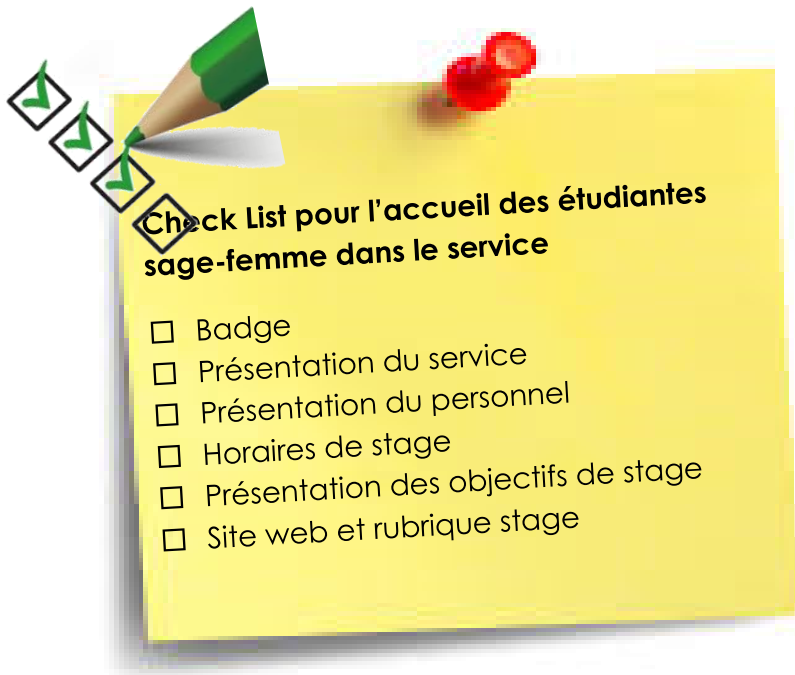 Check List pour l’accueil des étudiantes
sage-femme dans le service
☐ Badge
☐ Présentation du service
☐ Présentation du personnel
☐ Horaires de stage
☐ Présentation des objectifs de stage
☐ Site web et rubrique stage